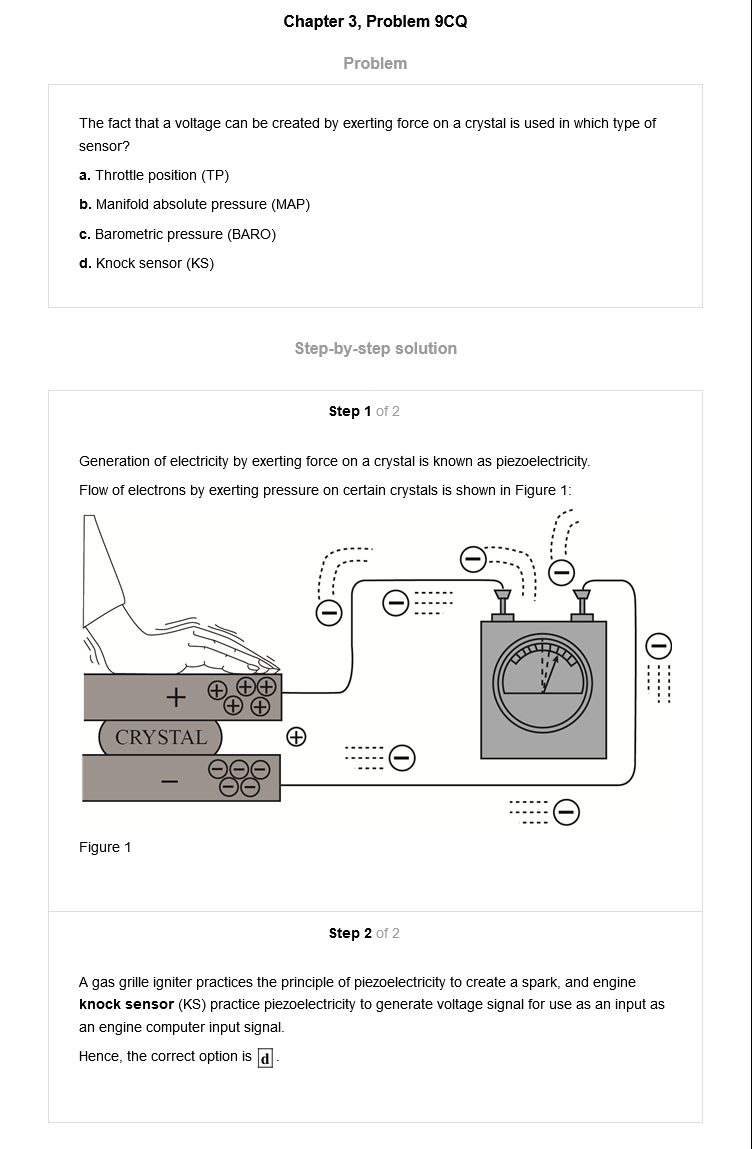 Chapter 3, Problem 9CQ
Problem
The fact that a voltage can be created by exerting force on a crystal is used in which type of
sensor?
a. Throttle position (TP)
b. Manifold absolute pressure (MAP)
c. Barometric pressure (BARO)
d. Knock sensor (KS)
Step-by-step solution
Step 1 of 2
Generation of electricity by exerting force on a crystal is known as piezoelectricity.
Flow of electrons by exerting pressure on certain crystals is shown in Figure 1:
CRYSTAL
Figure 1
Step 2 of 2
A gas grille igniter practices the principle of piezoelectricity to create a spark, and engine
knock sensor (KS) practice piezoelectricity to generate voltage signal for use as an input as
an engine computer input signal.
Hence, the correct option is d.